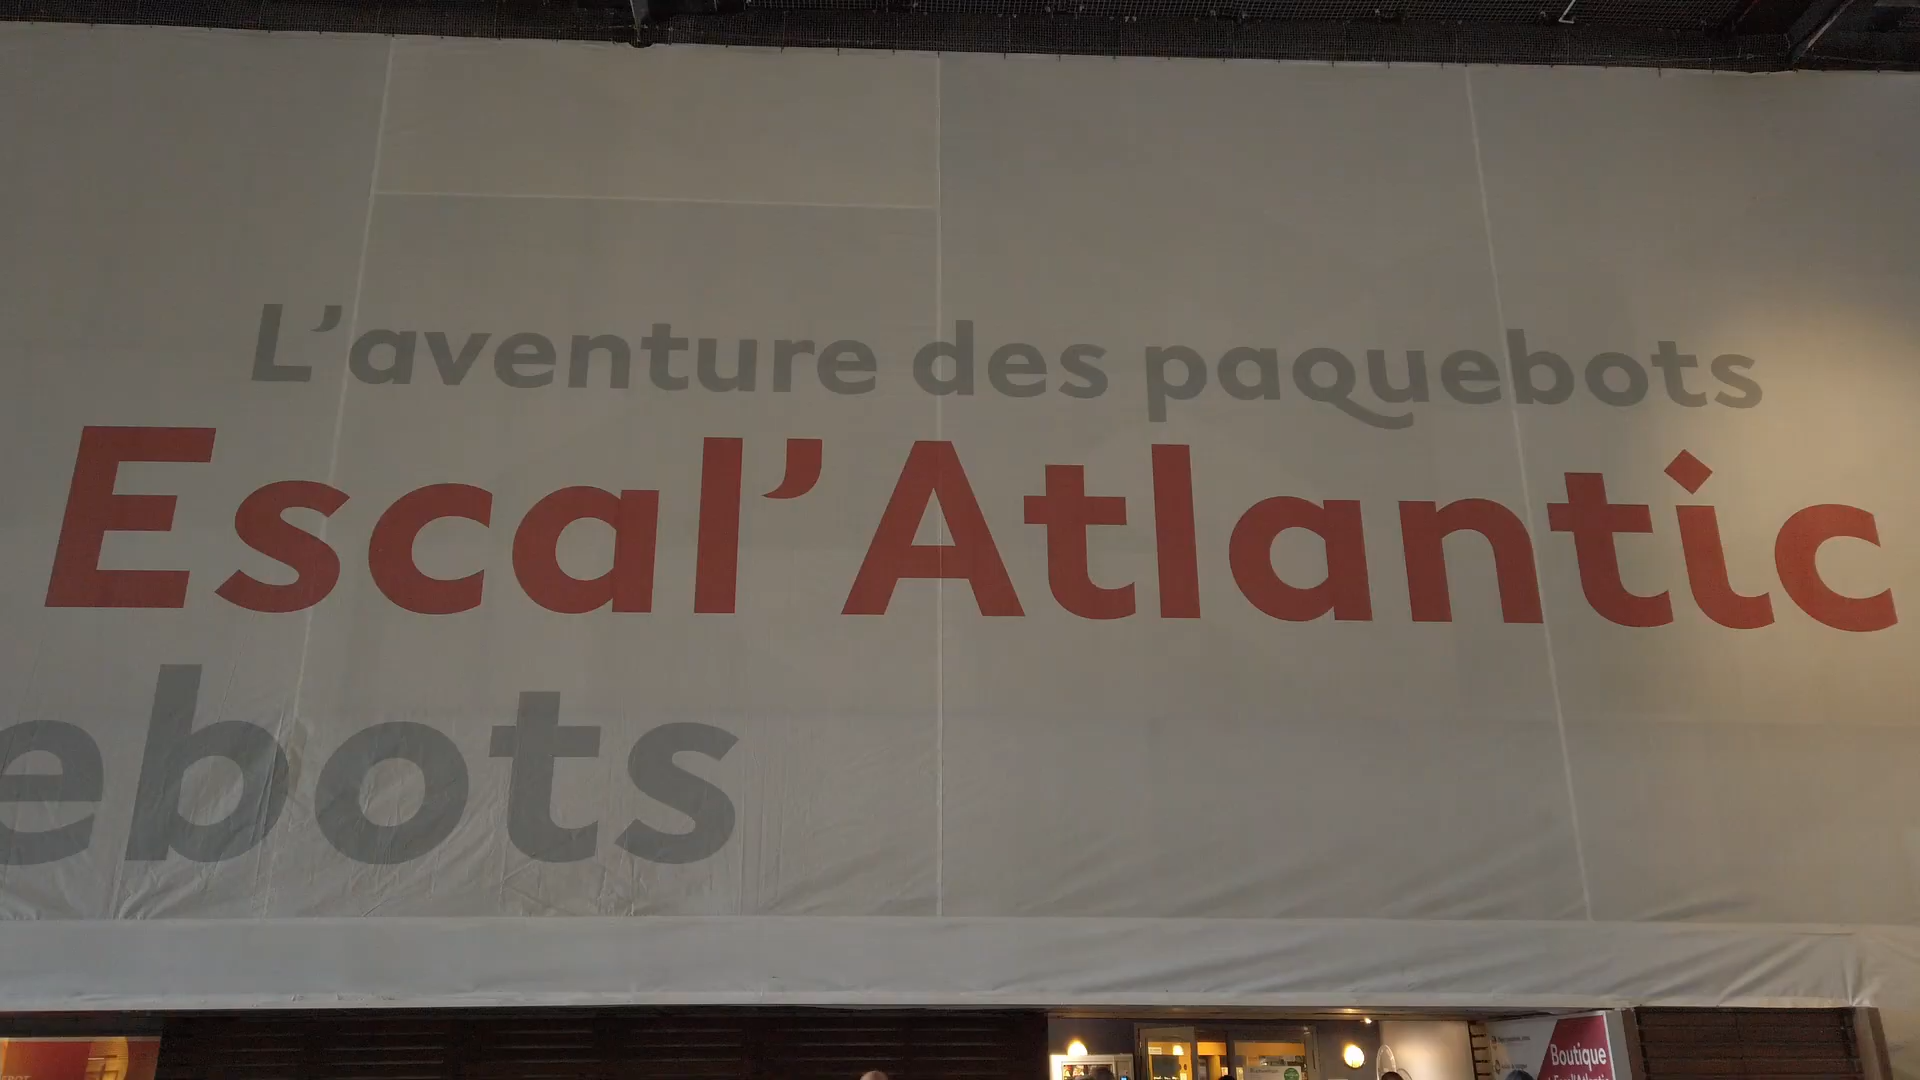 L’aventure des paquebots
Escal’Atlantic
ebots
Boutique